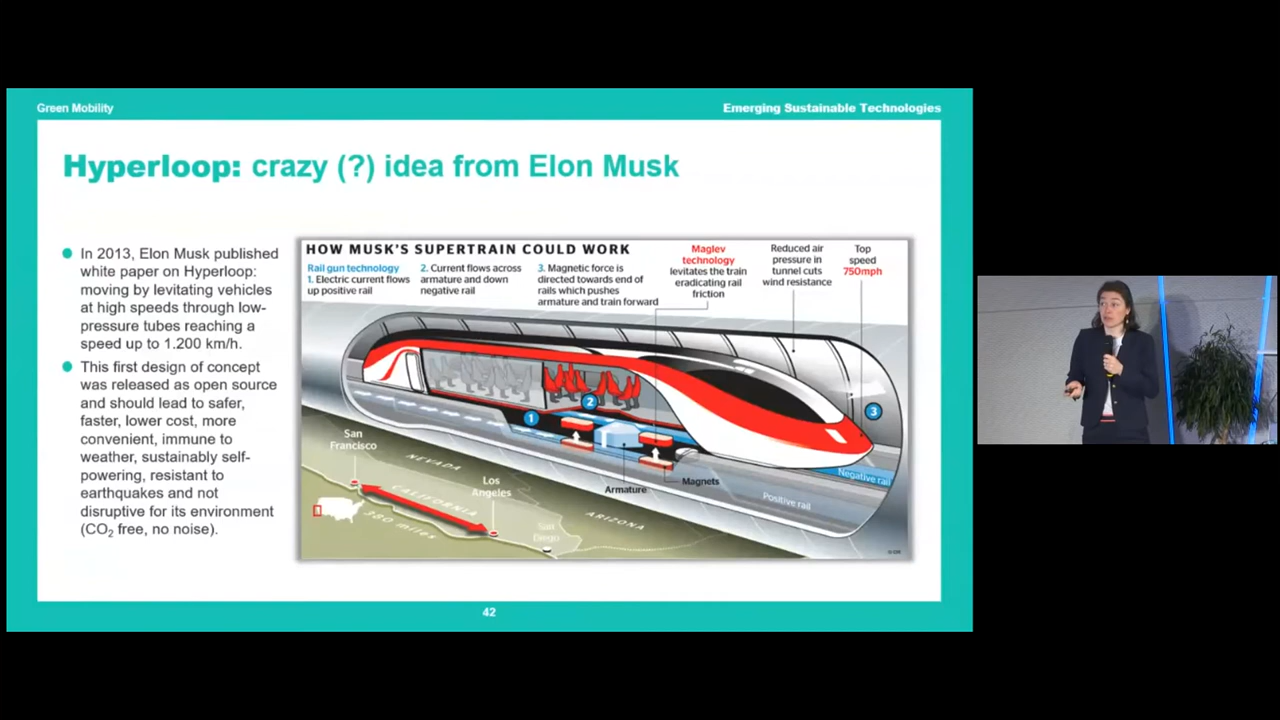 Green Mobility
Emerging Sustainable Technologies
Hyperloop: crazy (?) idea from Elon Musk
In 2013, Elon Musk published
white paper on Hyperloop:
moving by levitating vehicles
at high speeds through low-
pressure tubes reaching a
speed up to 1.200 km/h.
This first design of concept
was released as open source
and should lead to safer,
faster, lower cost, more
convenient, immune to
weather, sustainably self-
powering, resistant to
earthquakes and not
disruptive for its environment
(CO₂ free, no noise).
HOW MUSK'S SUPERTRAIN COULD WORK
Rail gun technology
1. Electric current flows
up positive rail
2. Current flows across
armature and down
negative rail
3. Magnetic force is
directed towards end of
rails which pushes
armature and train forward
Maglev
technology
levitates the train
eradicating rail
friction
Reduced air
pressure in
tunnel cuts
wind resistance
Top
speed
750mph
1
2
3
San
Francisco
NEVADA
CALIFORNIA
380 miles
Los
Angeles
San
Diego
ARIZONA
Armature
Magnets
Positive rail
Negative rail
42